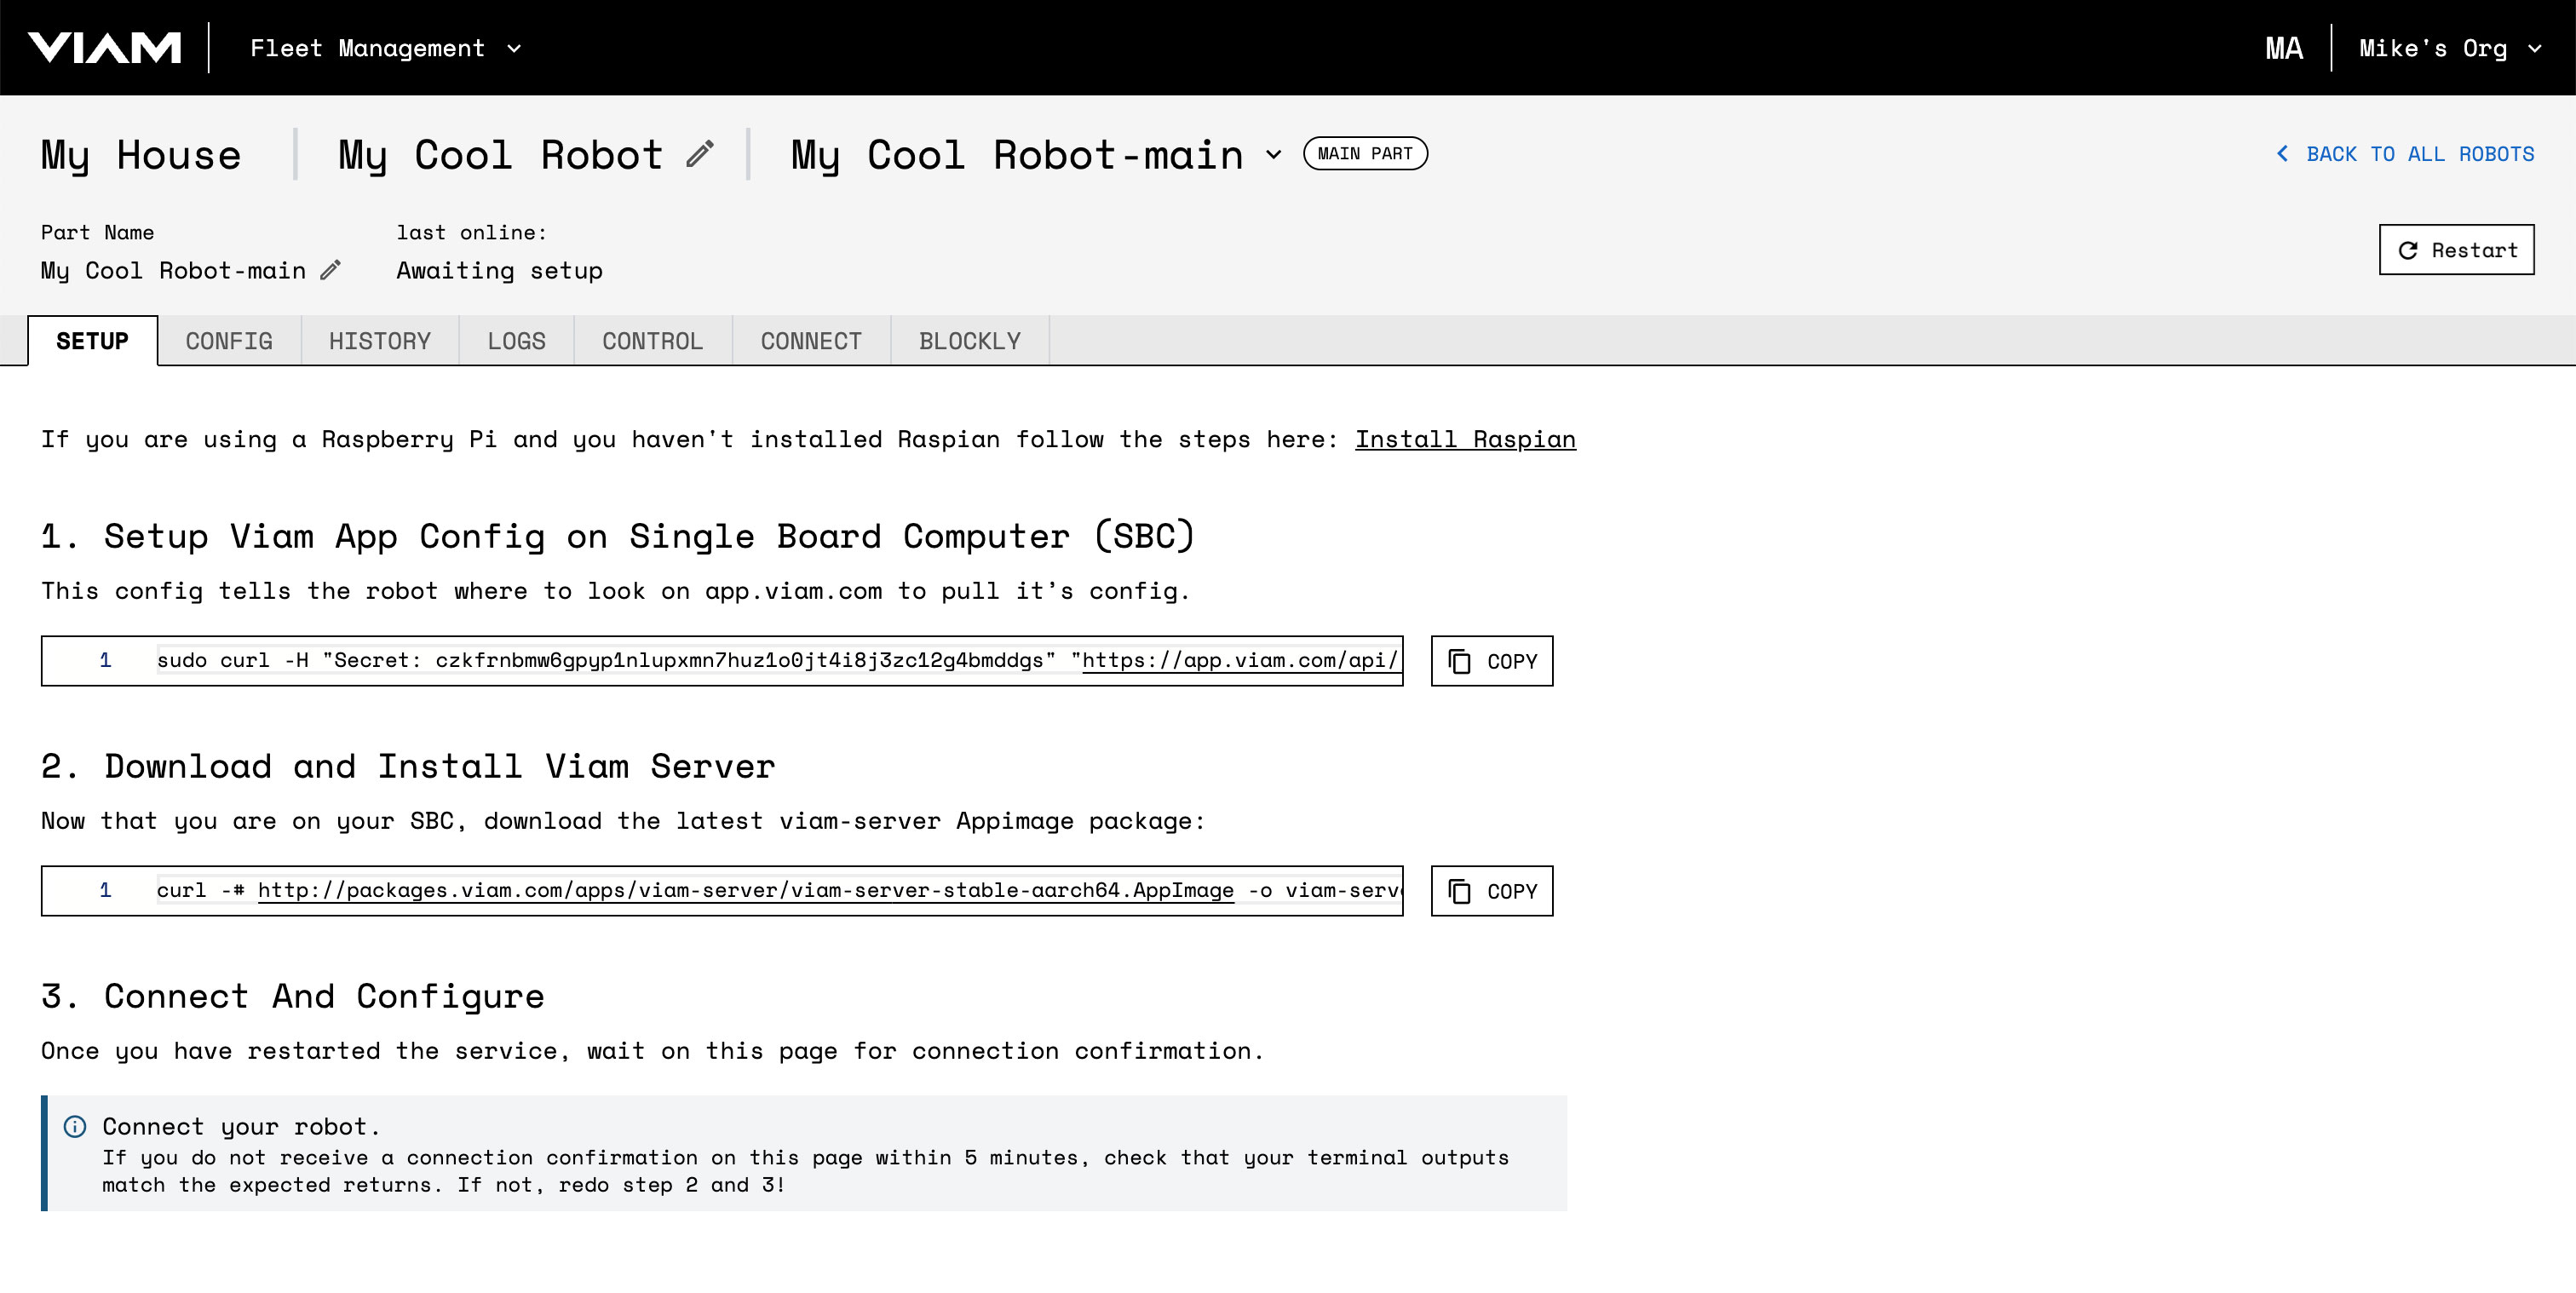 VIAM Fleet Management MA Mike's Org
My House My Cool Robot My Cool Robot-main MAIN PART BACK TO ALL ROBOTS
Part Name last online:
My Cool Robot-main Awaiting setup Restart
SETUP CONFIG HISTORY LOGS CONTROL CONNECT BLOCKLY
If you are using a Raspberry Pi and you haven't installed Raspian follow the steps here: Install Raspian
1. Setup Viam App Config on Single Board Computer (SBC)
This config tells the robot where to look on app.viam.com to pull it’s config.
1 sudo curl -H "Secret: czkfrnbmw6gpyp1nlupxmn7huz1o0jt4i8j3zc12g4bmddgs" "https://app.viam.com/api/ COPY
2. Download and Install Viam Server
Now that you are on your SBC, download the latest viam-server Appimage package:
1 curl -# http://packages.viam.com/apps/viam-server/viam-server-stable-aarch64.AppImage -o viam-serve COPY
3. Connect And Configure
Once you have restarted the service, wait on this page for connection confirmation.
Connect your robot.
If you do not receive a connection confirmation on this page within 5 minutes, check that your terminal outputs
match the expected returns. If not, redo step 2 and 3!